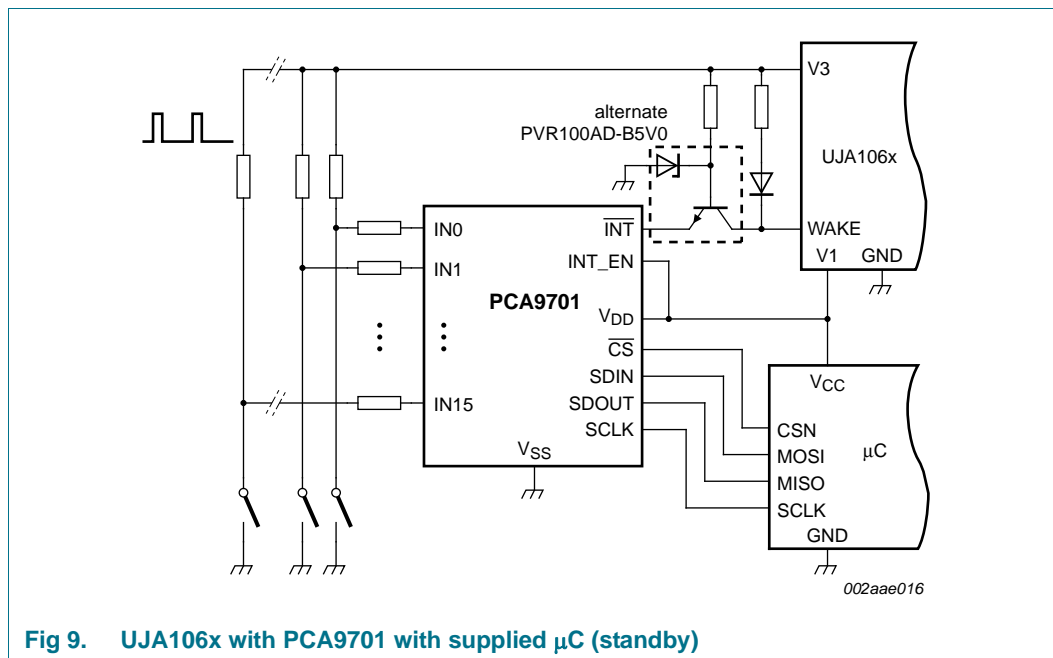 alternate
PVR100AD-B5V0
V3
UJA106x
WAKE
V1
GND
IN0
IN1
IN15
PCA9701
INT
INT_EN
VDD
CS
SDIN
SDOUT
SCLK
VSS
VCC
CSN
MOSI
MISO
SCLK
GND
μC
002aae016
Fig 9. UJA106x with PCA9701 with supplied μC (standby)